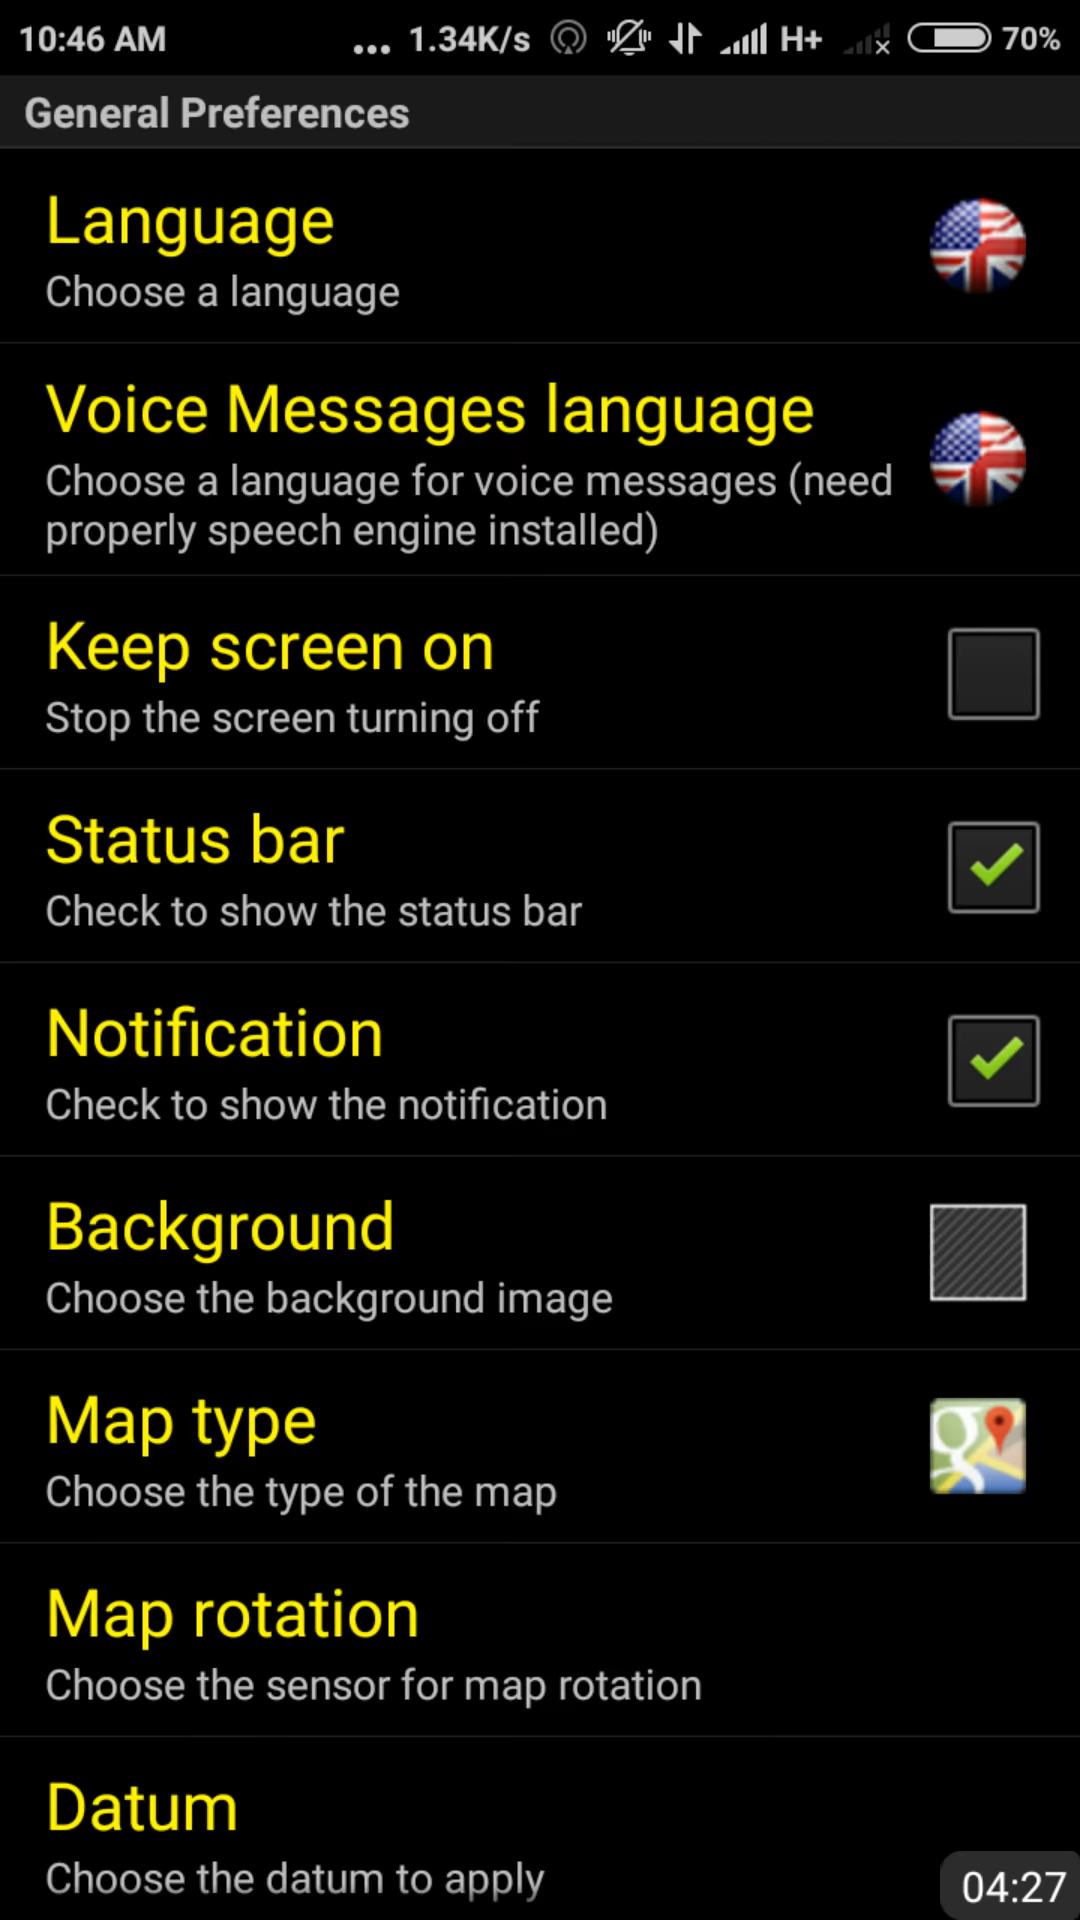 10:46 AM ... 1.34K/s H+ 70%
General Preferences
Language
Choose a language
Voice Messages language
Choose a language for voice messages (need
properly speech engine installed)
Keep screen on
Stop the screen turning off
Status bar
Check to show the status bar
Notification
Check to show the notification
Background
Choose the background image
Map type
Choose the type of the map
Map rotation
Choose the sensor for map rotation
Datum
Choose the datum to apply
04:27